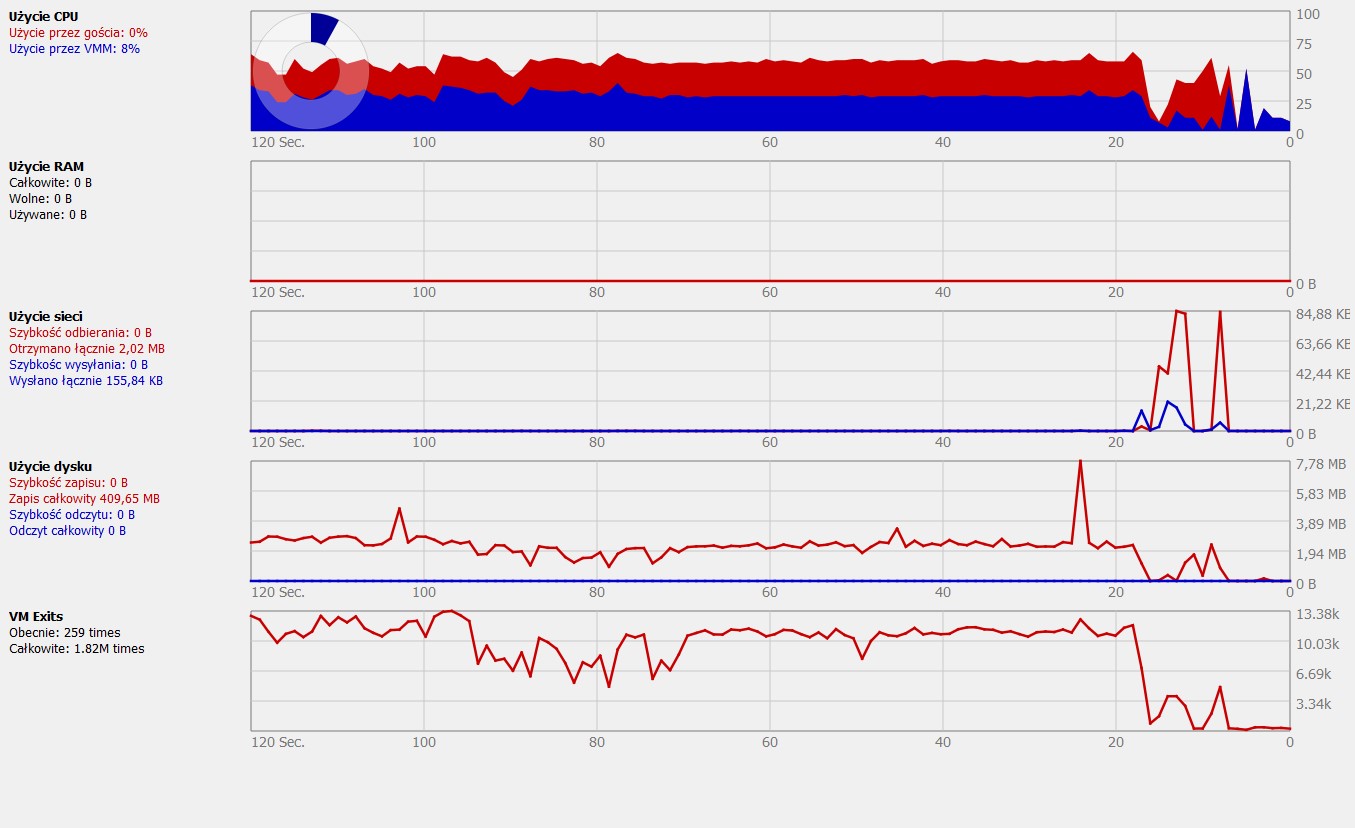 Użycie CPU
Użycie przez gościa: 0%
Użycie przez VMM: 8%
100
75
50
25
0
120 Sec.
100
80
60
40
20
0
Użycie RAM
Całkowite: 0 B
Wolne: 0 B
Używane: 0 B
0 B
120 Sec.
100
80
60
40
20
0
Użycie sieci
Szybkość odbierania: 0 B
Otrzymano łącznie 2,02 MB
Szybkośc wysyłania: 0 B
Wysłano łącznie 155,84 KB
84,88 KB
63,66 KB
42,44 KB
21,22 KB
0 B
120 Sec.
100
80
60
40
20
0
Użycie dysku
Szybkość zapisu: 0 B
Zapis całkowity 409,65 MB
Szybkość odczytu: 0 B
Odczyt całkowity 0 B
7,78 MB
5,83 MB
3,89 MB
1,94 MB
0 B
120 Sec.
100
80
60
40
20
0
VM Exits
Obecnie: 259 times
Całkowite: 1.82M times
13.38k
10.03k
6.69k
3.34k
120 Sec.
100
80
60
40
20
0